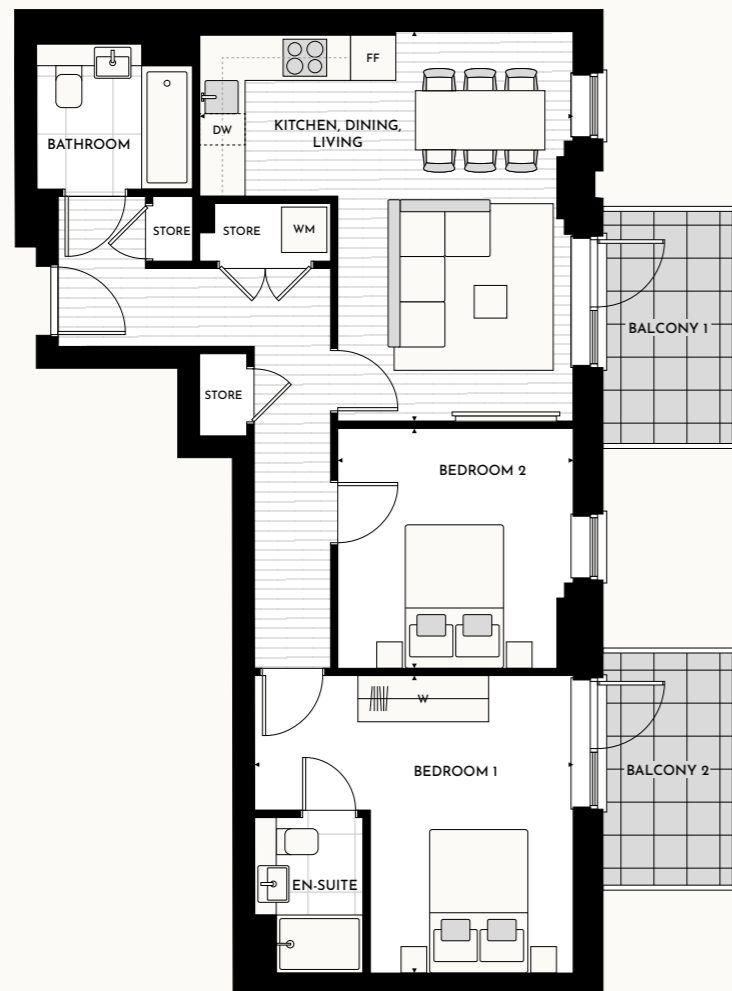 FF
DW
KITCHEN, DINING,
LIVING
BATHROOM
STORE
STORE
WM
BALCONY 1
STORE
BEDROOM 2
W
BEDROOM 1
BALCONY 2
EN-SUITE